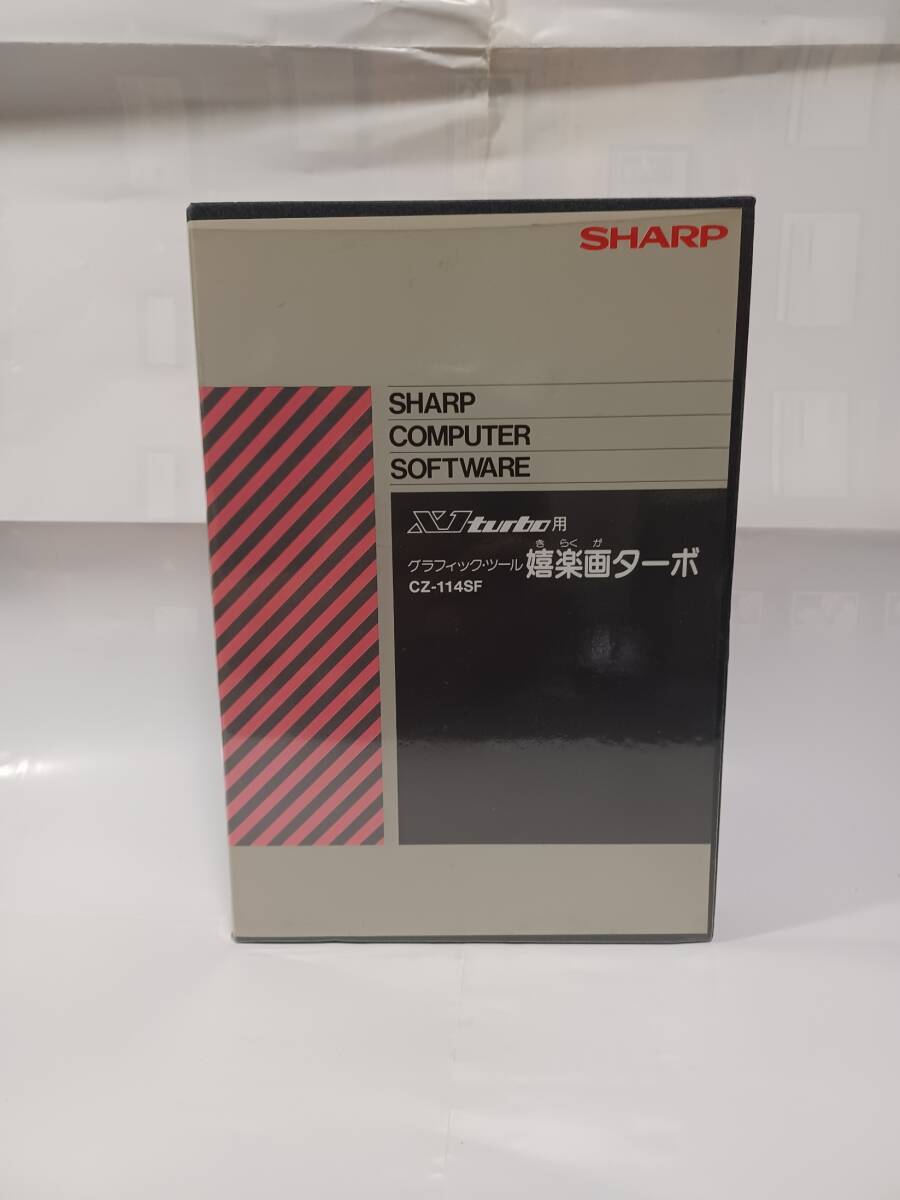 SHARP
SHARP
COMPUTER
SOFTWARE
X1turbo用
きらくが
グラフィック・ツール 嬉楽画ターボ
CZ-114SF